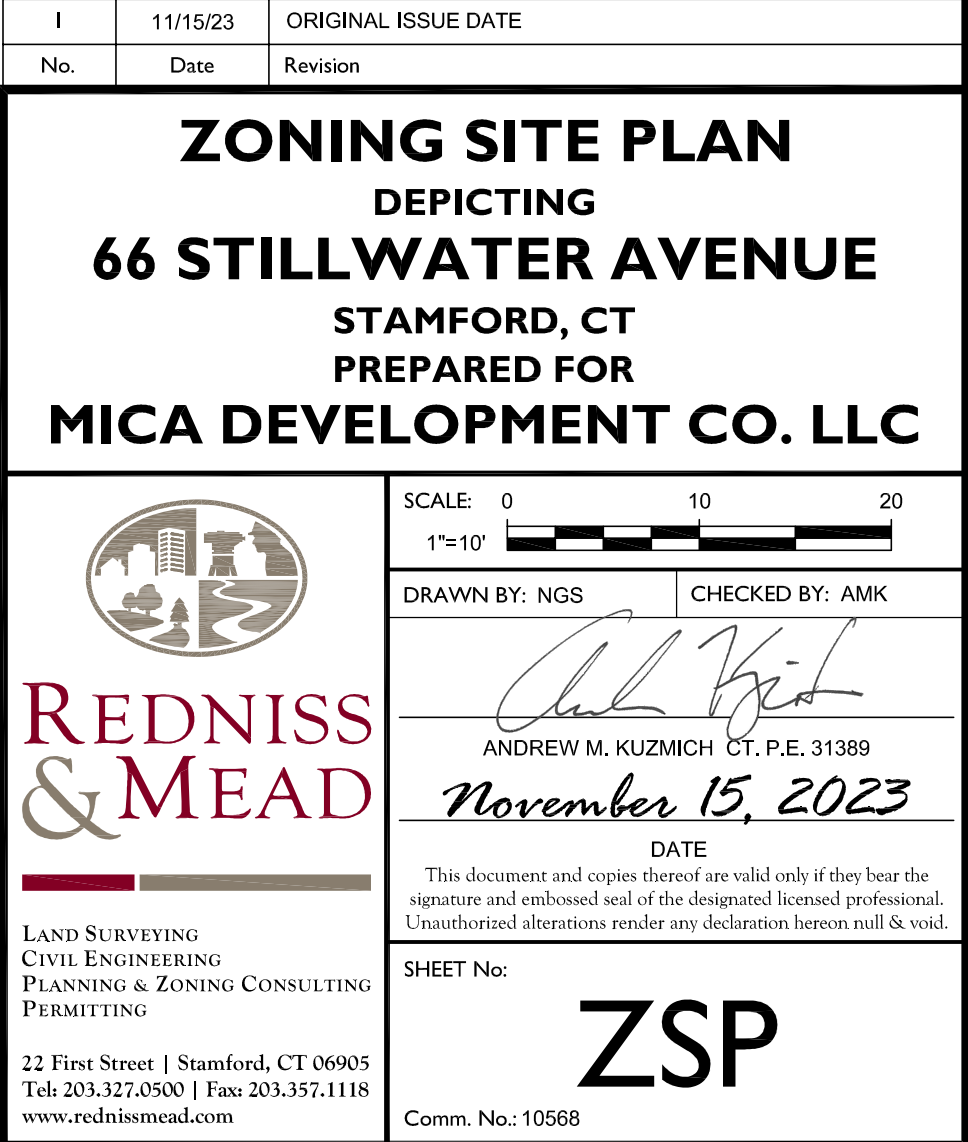 1 11/15/23 ORIGINAL ISSUE DATE
No. Date Revision
ZONING SITE PLAN
DEPICTING
66 STILLWATER AVENUE
STAMFORD, CT
PREPARED FOR
MICA DEVELOPMENT CO. LLC
REDNISS
& MEAD
LAND SURVEYING
CIVIL ENGINEERING
PLANNING & ZONING CONSULTING
PERMITTING
22 First Street | Stamford, CT 06905
Tel: 203.327.0500 | Fax: 203.357.1118
www.rednissmead.com
SCALE: 0 10 20
1"=10'
DRAWN BY: NGS CHECKED BY: AMK
ANDREW M. KUZMICH CT. P.E. 31389
November 15, 2023
DATE
This document and copies thereof are valid only if they bear the
signature and embossed seal of the designated licensed professional.
Unauthorized alterations render any declaration hereon null & void.
SHEET No:
ZSP
Comm. No.: 10568